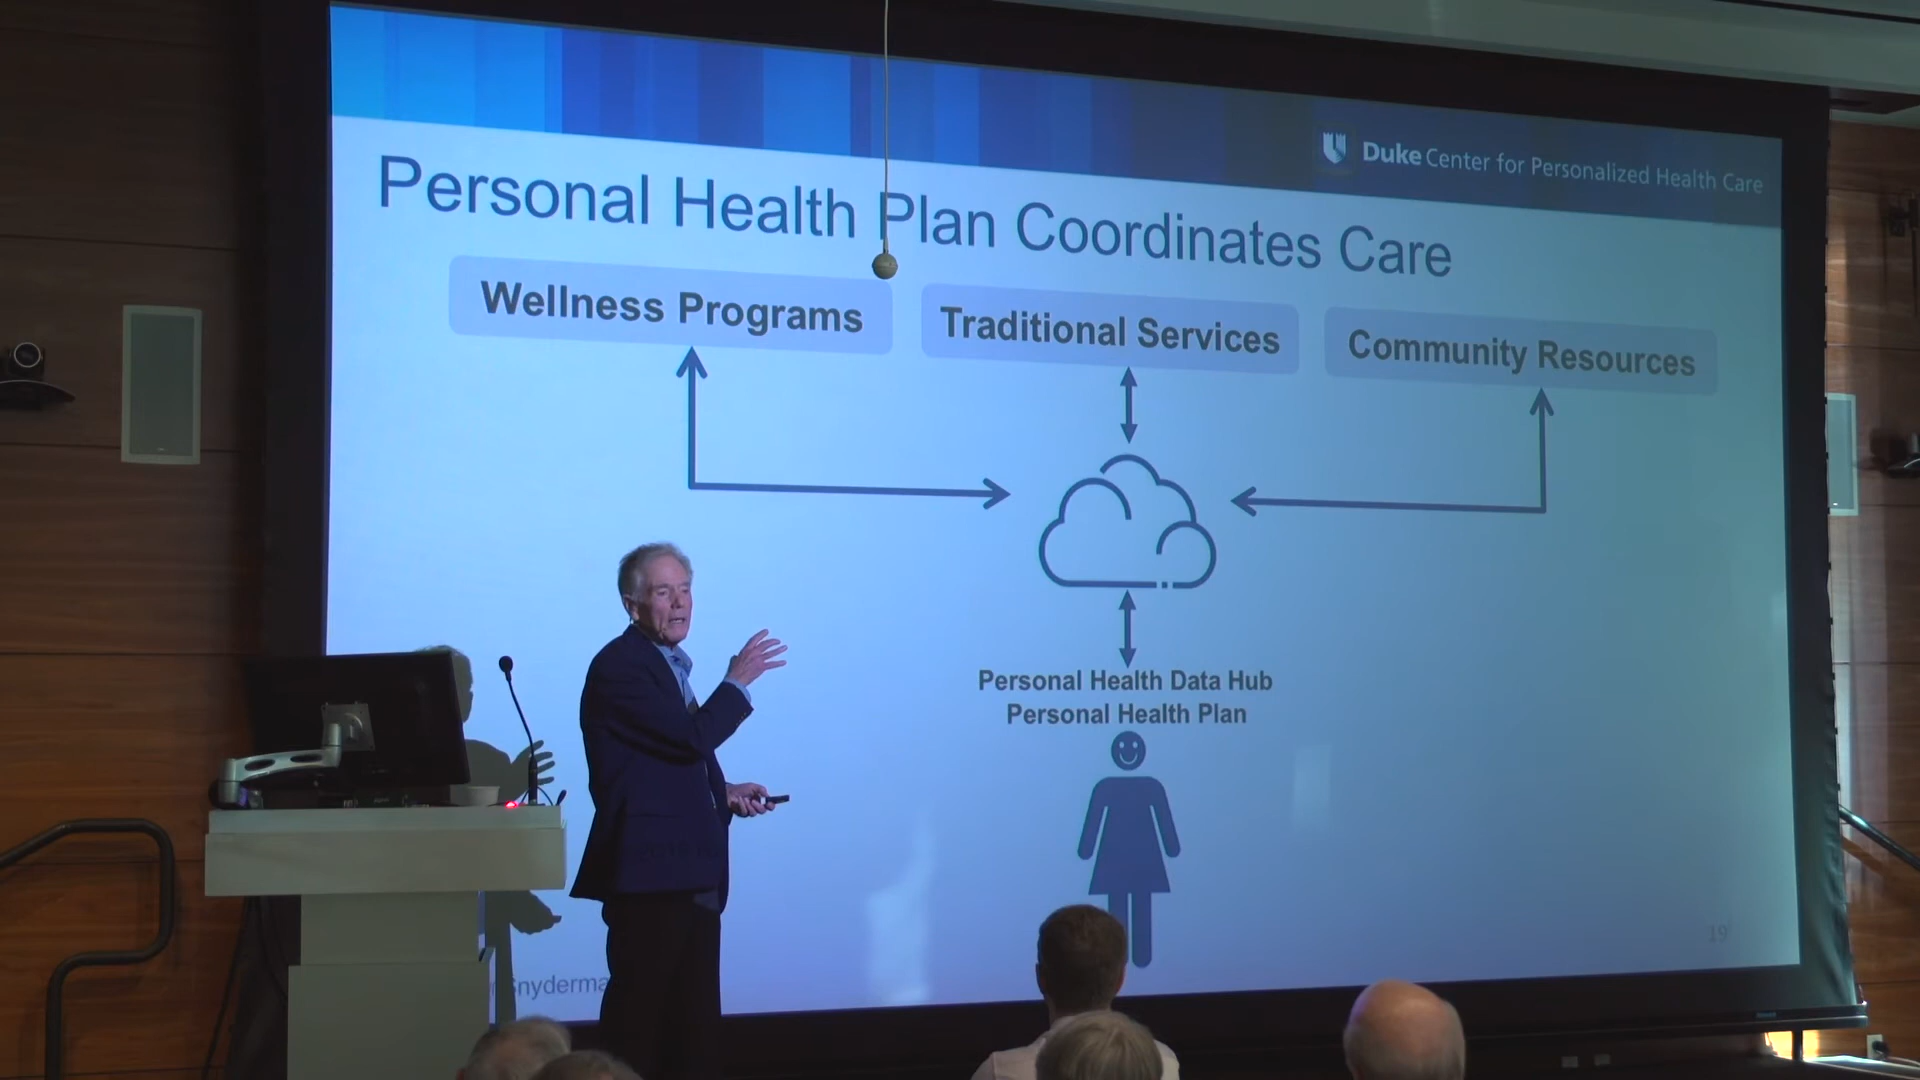 Duke Center for Personalized Health Care
Personal Health Plan Coordinates Care
Wellness Programs
Traditional Services
Community Resources
Personal Health Data Hub
Personal Health Plan
19